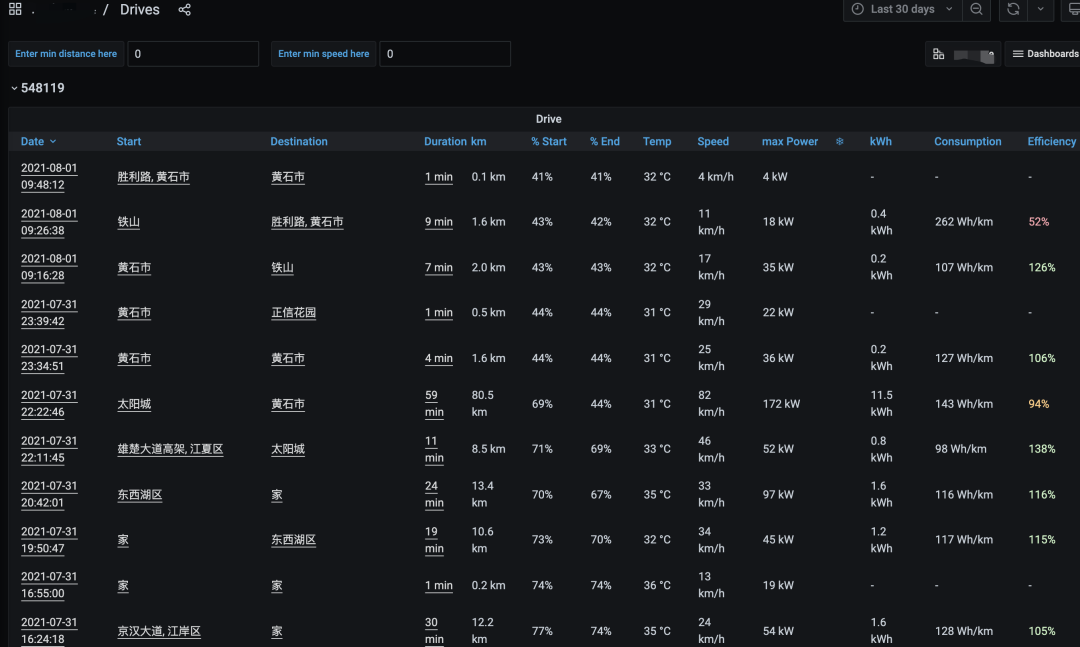 / Drives
Last 30 days
Enter min distance here 0 Enter min speed here 0
Dashboards
548119
Drive
Date Start Destination Duration km % Start % End Temp Speed max Power ❄ kWh Consumption Efficiency
2021-08-01 09:48:12 胜利路, 黄石市 黄石市 1 min 0.1 km 41% 41% 32 °C 4 km/h 4 kW - - -
2021-08-01 09:26:38 铁山 胜利路, 黄石市 9 min 1.6 km 43% 42% 32 °C 11 km/h 18 kW 0.4 kWh 262 Wh/km 52%
2021-08-01 09:16:28 黄石市 铁山 7 min 2.0 km 43% 43% 32 °C 17 km/h 35 kW 0.2 kWh 107 Wh/km 126%
2021-07-31 23:39:42 黄石市 正信花园 1 min 0.5 km 44% 44% 31 °C 29 km/h 22 kW - - -
2021-07-31 23:34:51 黄石市 黄石市 4 min 1.6 km 44% 44% 31 °C 25 km/h 36 kW 0.2 kWh 127 Wh/km 106%
2021-07-31 22:22:46 太阳城 黄石市 59 min 80.5 km 69% 44% 31 °C 82 km/h 172 kW 11.5 kWh 143 Wh/km 94%
2021-07-31 22:11:45 雄楚大道高架, 江夏区 太阳城 11 min 8.5 km 71% 69% 33 °C 46 km/h 52 kW 0.8 kWh 98 Wh/km 138%
2021-07-31 20:42:01 东西湖区 家 24 min 13.4 km 70% 67% 35 °C 33 km/h 97 kW 1.6 kWh 116 Wh/km 116%
2021-07-31 19:50:47 家 东西湖区 19 min 10.6 km 73% 70% 32 °C 34 km/h 45 kW 1.2 kWh 117 Wh/km 115%
2021-07-31 16:55:00 家 家 1 min 0.2 km 74% 74% 36 °C 13 km/h 19 kW - - -
2021-07-31 16:24:18 京汉大道, 江岸区 家 30 min 12.2 km 77% 74% 35 °C 24 km/h 54 kW 1.6 kWh 128 Wh/km 105%